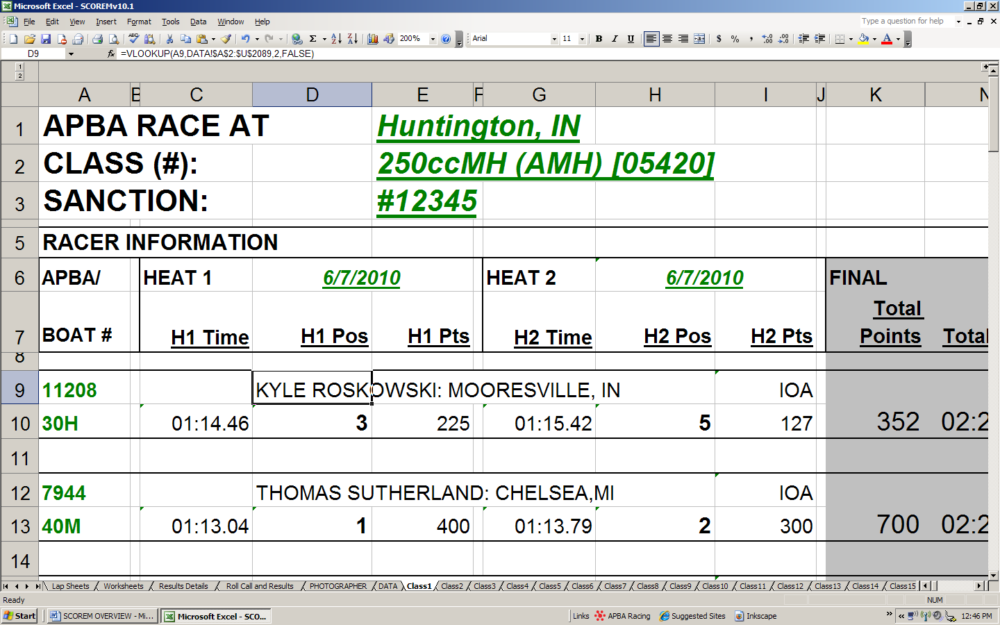 Microsoft Excel - SCOREMv10.1
File Edit View Insert Format Tools Data Window Help Type a question for help
200% Arial 11 B I U $ % ,
D9 fx =VLOOKUP(A9,DATA!$A$2:$U$2089,2,FALSE)
1
2
A B C D E F G H I J K N
1 APBA RACE AT Huntington, IN
2 CLASS (#): 250ccMH (AMH) [05420]
3 SANCTION: #12345
5 RACER INFORMATION
6 APBA/ HEAT 1 6/7/2010 HEAT 2 6/7/2010 FINAL
Total
7 BOAT # H1 Time H1 Pos H1 Pts H2 Time H2 Pos H2 Pts Points Total
8
9 11208 KYLE ROSKOWSKI: MOORESVILLE, IN IOA
10 30H 01:14.46 3 225 01:15.42 5 127 352 02:2
11
12 7944 THOMAS SUTHERLAND: CHELSEA,MI IOA
13 40M 01:13.04 1 400 01:13.79 2 300 700 02:2
14
Lap Sheets Worksheets Results Details Roll Call and Results PHOTOGRAPHER DATA Class1 Class2 Class3 Class4 Class5 Class6 Class7 Class8 Class9 Class10 Class11 Class12 Class13 Class14 Class15
Ready NUM
Start SCOREM OVERVIEW - Mi... Microsoft Excel - SCO... Links APBA Racing Suggested Sites Inkscape » « 12:46 PM